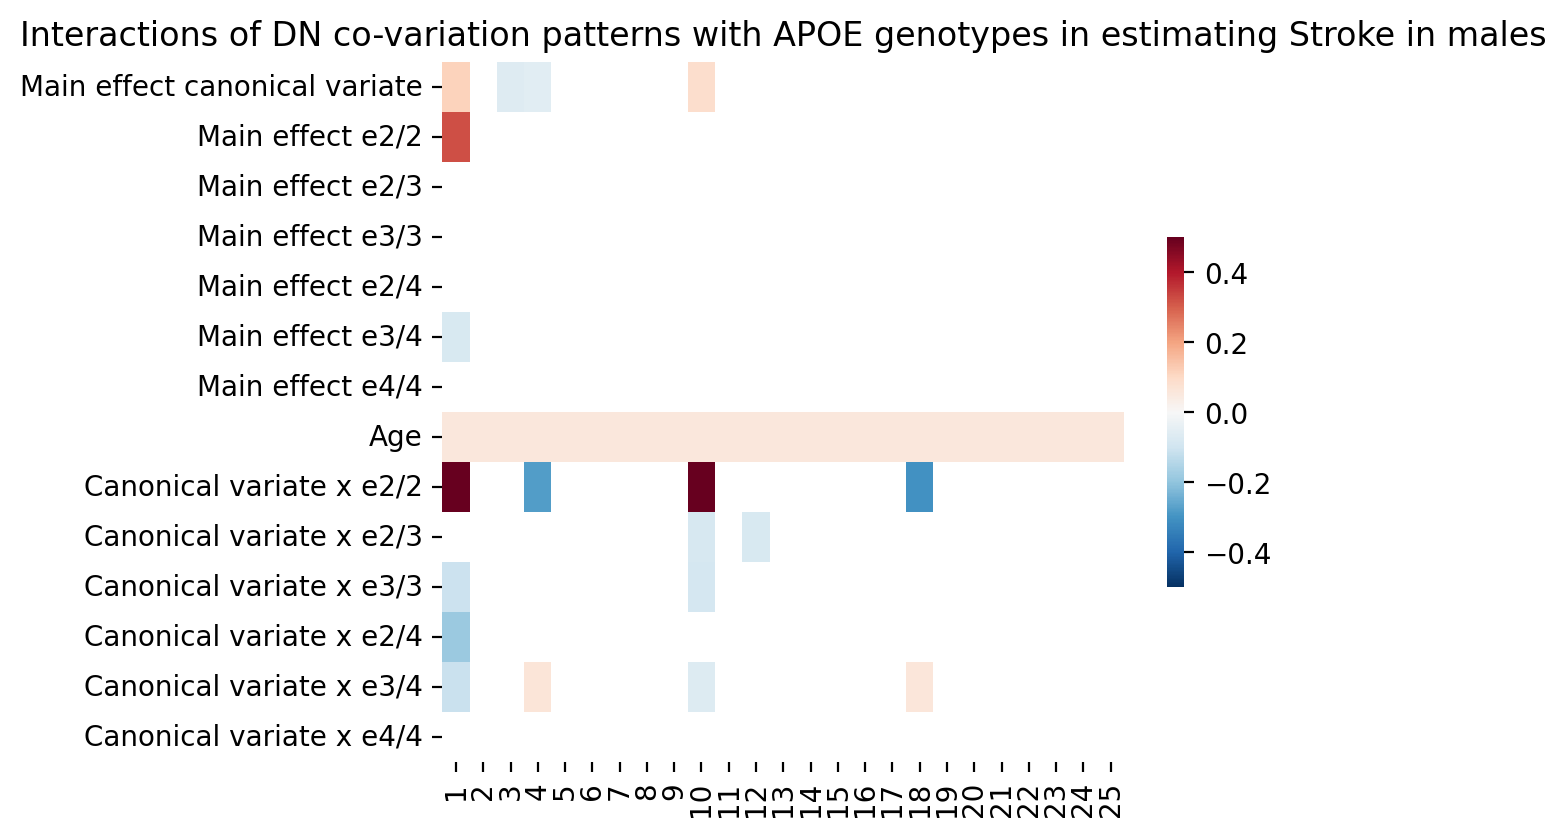 Interactions of DN co-variation patterns with APOE genotypes in estimating Stroke in males
Main effect canonical variate
Main effect e2/2
Main effect e2/3
Main effect e3/3
Main effect e2/4
Main effect e3/4
Main effect e4/4
Age
Canonical variate x e2/2
Canonical variate x e2/3
Canonical variate x e3/3
Canonical variate x e2/4
Canonical variate x e3/4
Canonical variate x e4/4
1 2 3 4 5 6 7 8 9 10 11 12 13 14 15 16 17 18 19 20 21 22 23 24 25
0.4
0.2
0.0
−0.2
−0.4